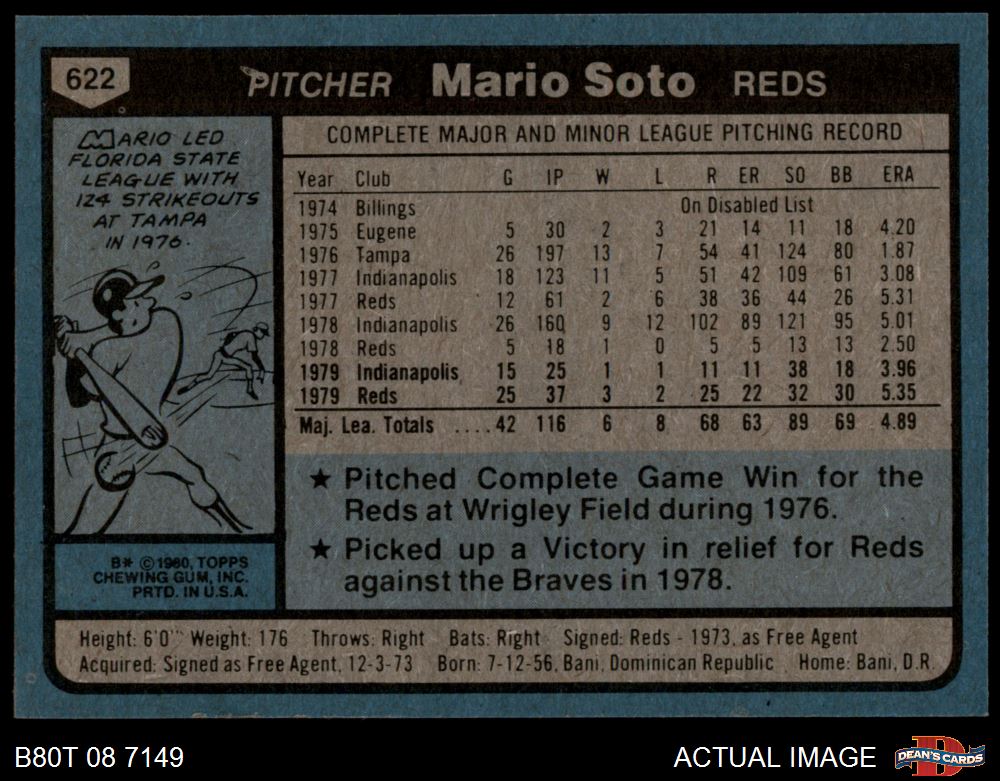 622
PITCHER Mario Soto REDS
MARIO LED
FLORIDA STATE
LEAGUE WITH
124 STRIKEOUTS
AT TAMPA
IN 1976.
COMPLETE MAJOR AND MINOR LEAGUE PITCHING RECORD
Year Club G IP W L R ER SO BB ERA
1974 Billings On Disabled List
1975 Eugene 5 30 2 3 21 14 11 18 4.20
1976 Tampa 26 197 13 7 54 41 124 80 1.87
1977 Indianapolis 18 123 11 5 51 42 109 61 3.08
1977 Reds 12 61 2 6 38 36 44 26 5.31
1978 Indianapolis 26 160 9 12 102 89 121 95 5.01
1978 Reds 5 18 1 0 5 5 13 13 2.50
1979 Indianapolis 15 25 1 1 11 11 38 18 3.96
1979 Reds 25 37 3 2 25 22 32 30 5.35
Maj. Lea. Totals ....42 116 6 8 68 63 89 69 4.89
★ Pitched Complete Game Win for the
Reds at Wrigley Field during 1976.
★ Picked up a Victory in relief for Reds
against the Braves in 1978.
B* ©1980, TOPPS
CHEWING GUM, INC.
PRTD. IN U.S.A.
Height: 6'0" Weight: 176 Throws: Right Bats: Right Signed: Reds - 1973, as Free Agent
Acquired: Signed as Free Agent, 12-3-73 Born: 7-12-56, Bani, Dominican Republic Home: Bani, D.R.
B80T 08 7149
ACTUAL IMAGE
D
DEAN'S CARDS